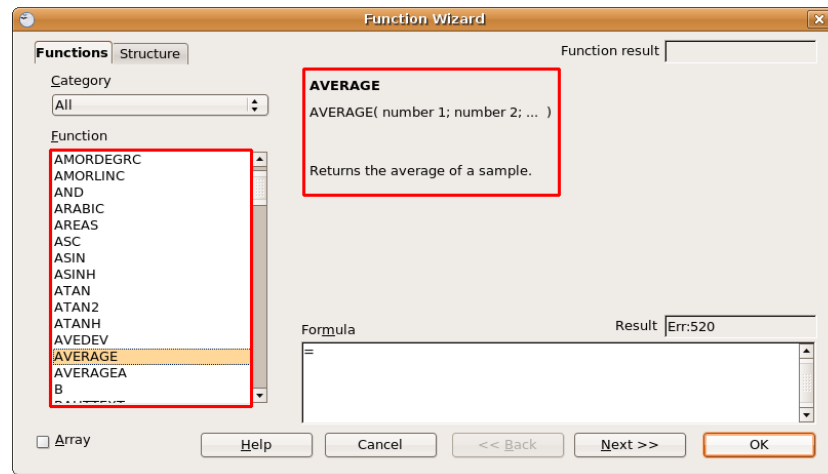 Function Wizard
Functions Structure
Function result
Category
All
Function
AMORDEGRC
AMORLINC
AND
ARABIC
AREAS
ASC
ASIN
ASINH
ATAN
ATAN2
ATANH
AVEDEV
AVERAGE
AVERAGEA
B
AVERAGE
AVERAGE( number 1; number 2; ... )
Returns the average of a sample.
Formula
Result Err:520
=
Array
Help Cancel << Back Next >> OK